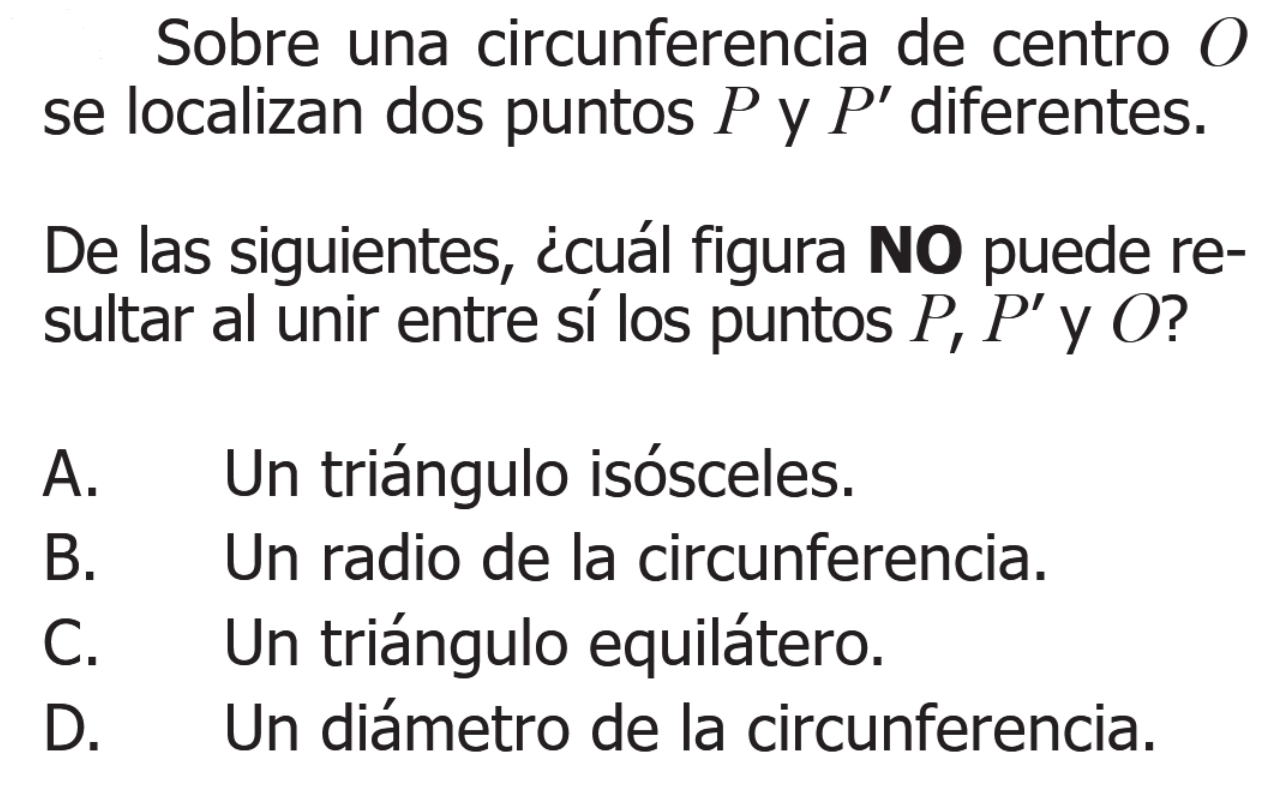 Sobre una circunferencia de centro O
se localizan dos puntos P y P′ diferentes.
De las siguientes, ¿cuál figura NO puede re-
sultar al unir entre sí los puntos P, P′ y O?
A. Un triángulo isósceles.
B. Un radio de la circunferencia.
C. Un triángulo equilátero.
D. Un diámetro de la circunferencia.